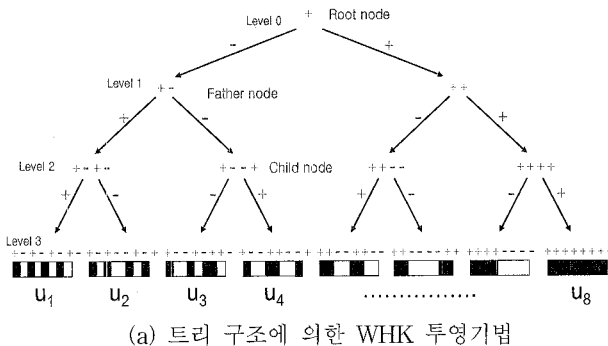 Level 0
+
Root node
-
+
Level 1
+-
Father node
++
+
-
-
+
Level 2
+-+-
+--+
Child node
++--
++++
+
-
-
+
-
+
-
+
Level 3
u1
u2
u3
u4
................
u8
(a) 트리 구조에 의한 WHK 투영기법